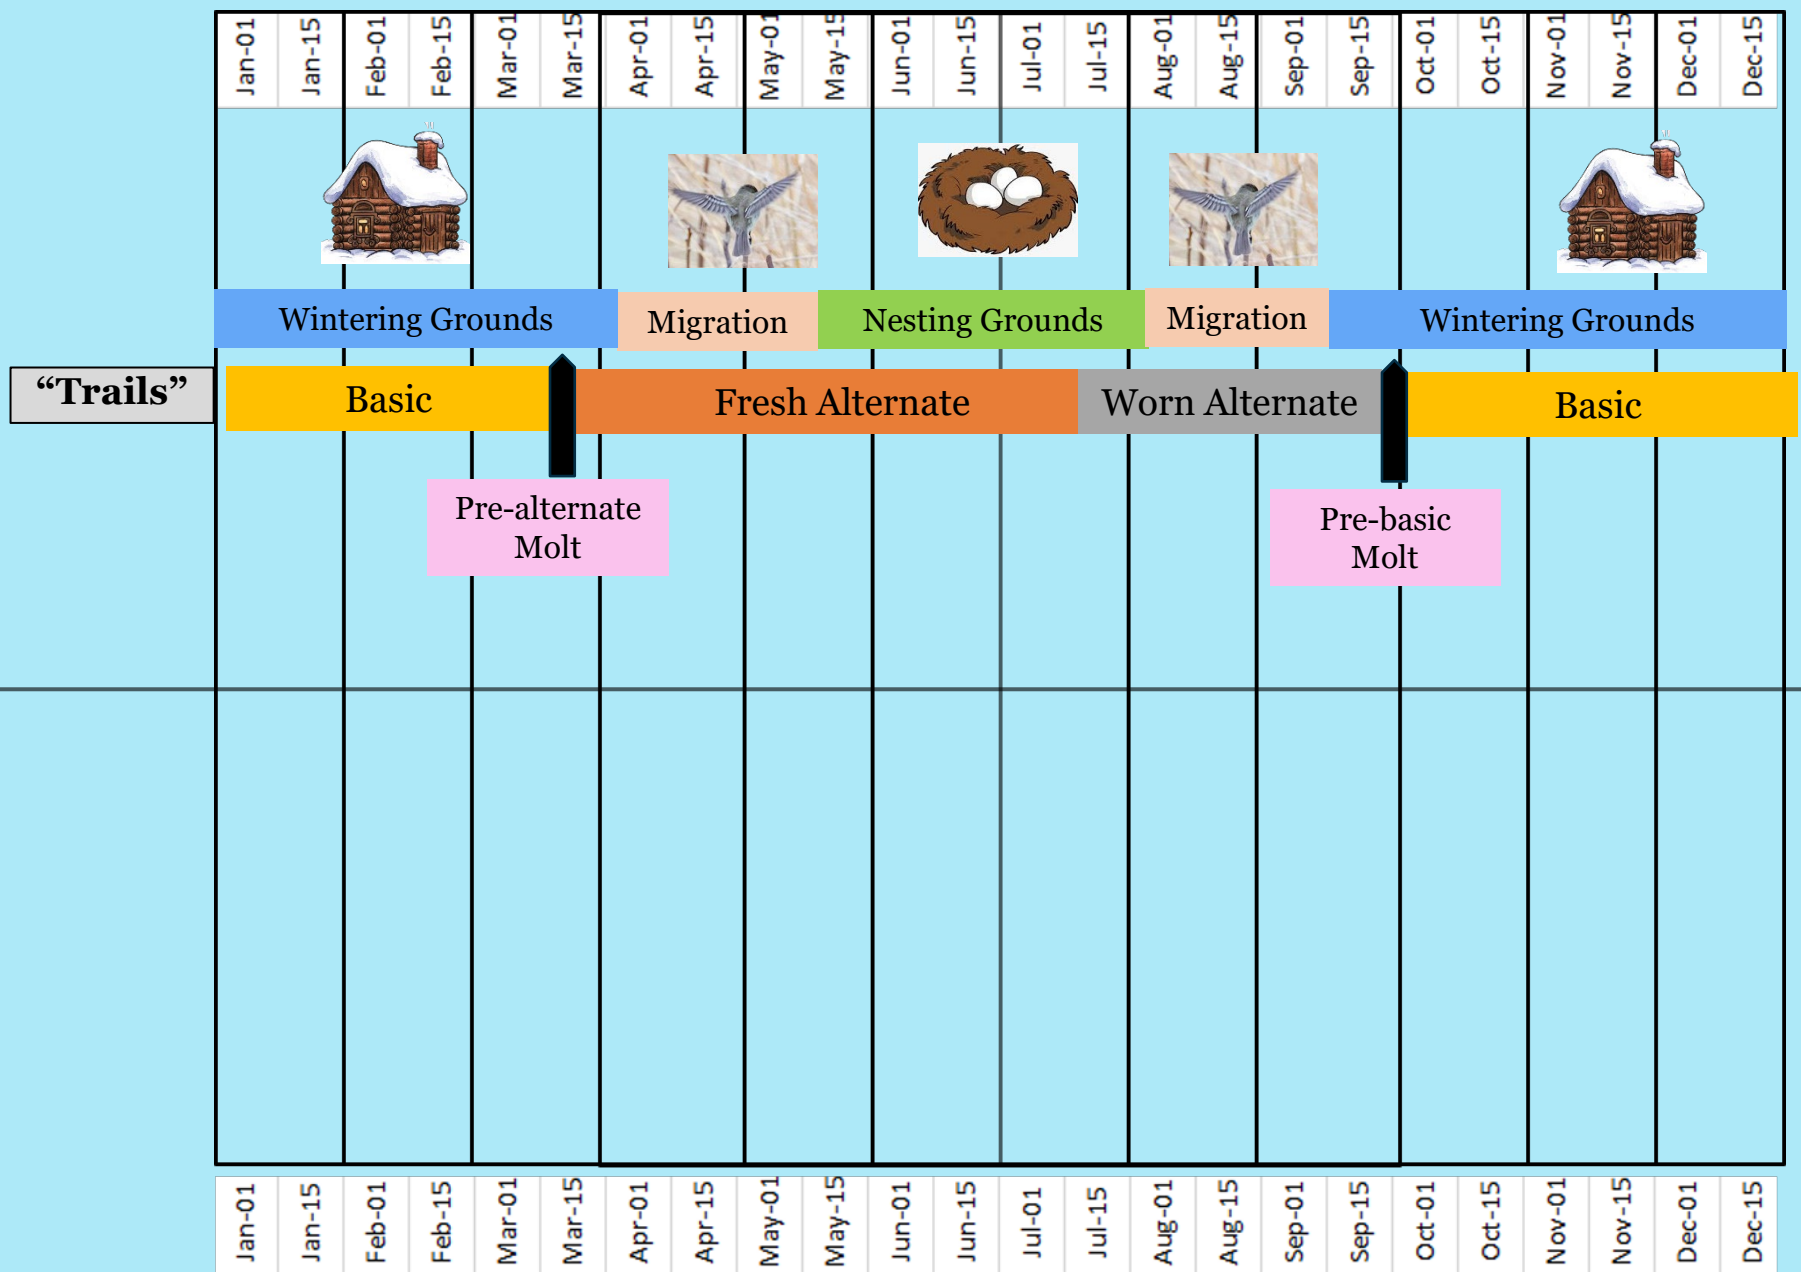 Jan-01 Jan-15 Feb-01 Feb-15 Mar-01 Mar-15 Apr-01 Apr-15 May-01 May-15 Jun-01 Jun-15 Jul-01 Jul-15 Aug-01 Aug-15 Sep-01 Sep-15 Oct-01 Oct-15 Nov-01 Nov-15 Dec-01 Dec-15
Wintering Grounds Migration Nesting Grounds Migration Wintering Grounds
“Trails” Basic Fresh Alternate Worn Alternate Basic
Pre-alternate
Molt
Pre-basic
Molt
Jan-01 Jan-15 Feb-01 Feb-15 Mar-01 Mar-15 Apr-01 Apr-15 May-01 May-15 Jun-01 Jun-15 Jul-01 Jul-15 Aug-01 Aug-15 Sep-01 Sep-15 Oct-01 Oct-15 Nov-01 Nov-15 Dec-01 Dec-15